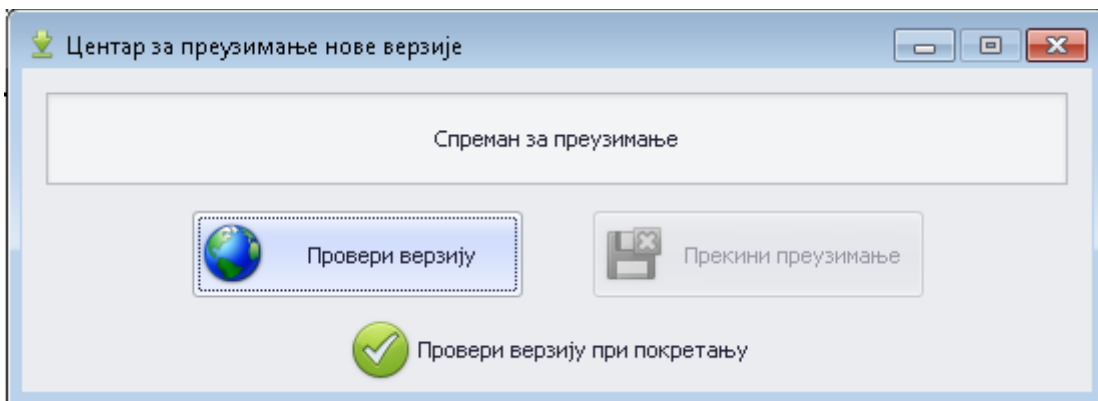 Центар за преузимање нове верзије
Спреман за преузимање
Провери верзију
Прекини преузимање
Провери верзију при покретању